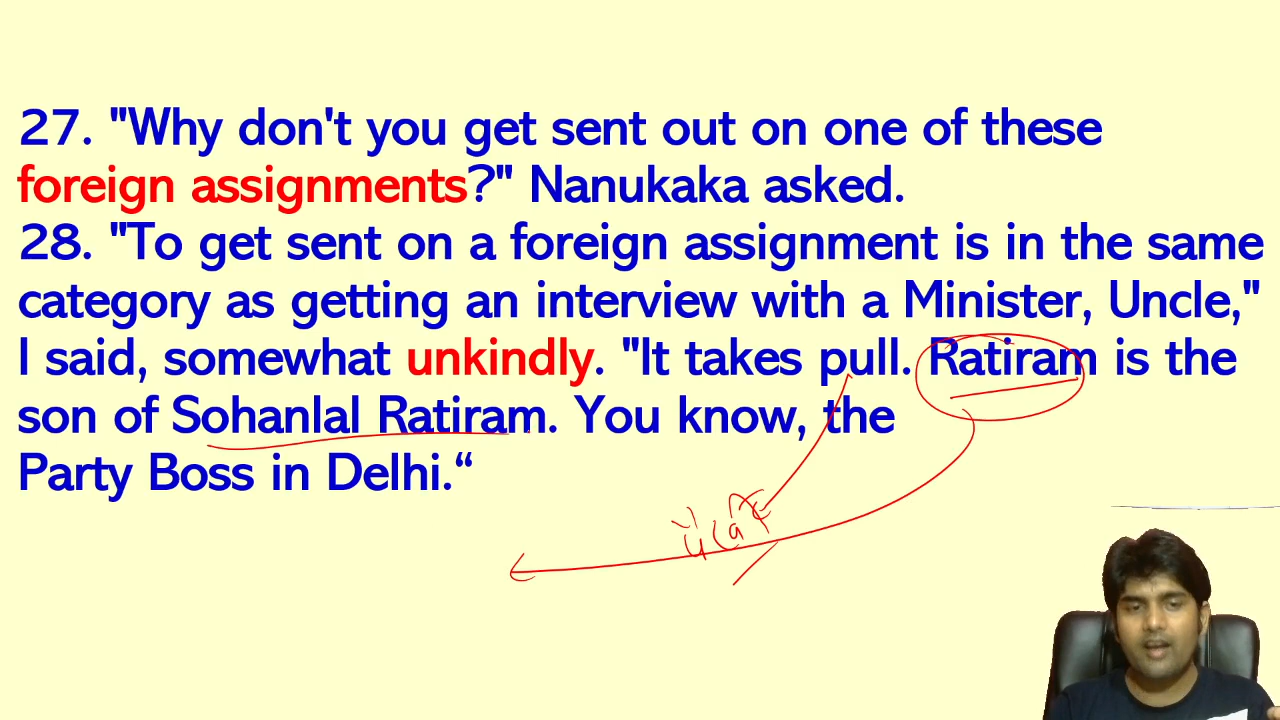 27. "Why don't you get sent out on one of these
foreign assignments?" Nanukaka asked.
28. "To get sent on a foreign assignment is in the same
category as getting an interview with a Minister, Uncle,"
I said, somewhat unkindly. "It takes pull. Ratiram is the
son of Sohanlal Ratiram. You know, the
Party Boss in Delhi.“